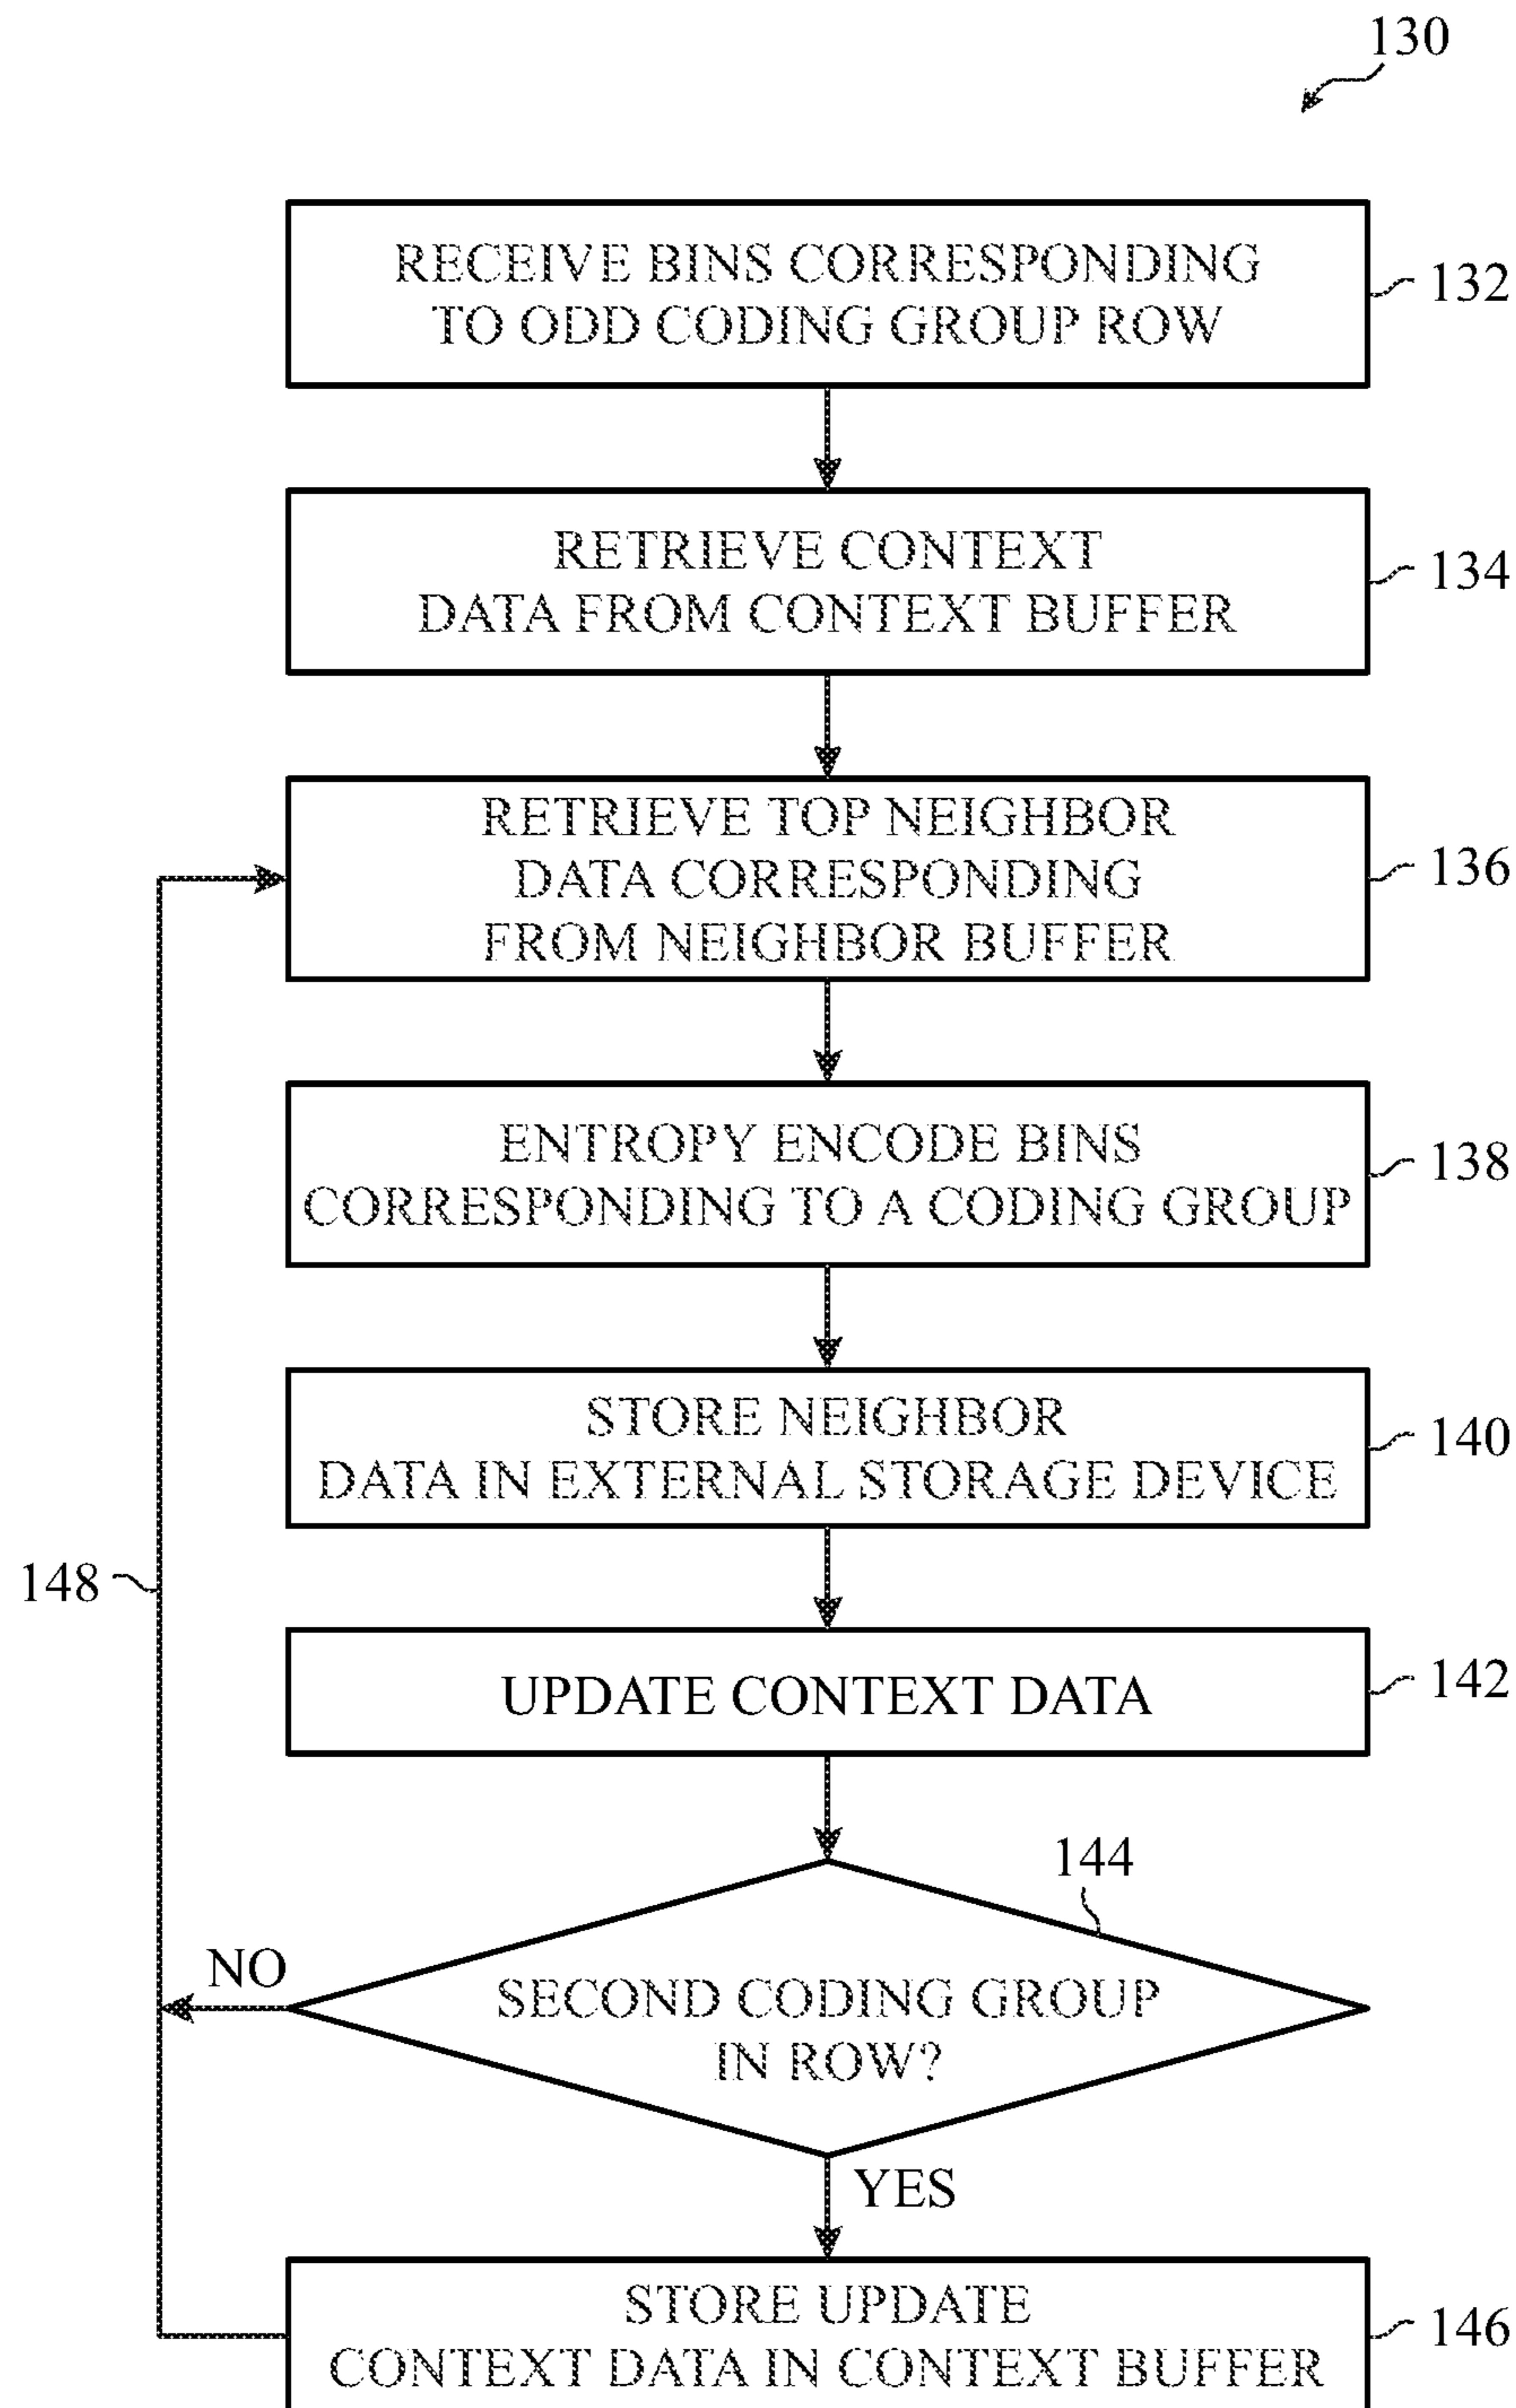 130
RECEIVE BINS CORRESPONDING
TO ODD CODING GROUP ROW
132
RETRIEVE CONTEXT
DATA FROM CONTEXT BUFFER
134
RETRIEVE TOP NEIGHBOR
DATA CORRESPONDING
FROM NEIGHBOR BUFFER
136
ENTROPY ENCODE BINS
CORRESPONDING TO A CODING GROUP
138
STORE NEIGHBOR
DATA IN EXTERNAL STORAGE DEVICE
140
148
UPDATE CONTEXT DATA
142
144
NO
SECOND CODING GROUP
IN ROW?
YES
STORE UPDATE
CONTEXT DATA IN CONTEXT BUFFER
146